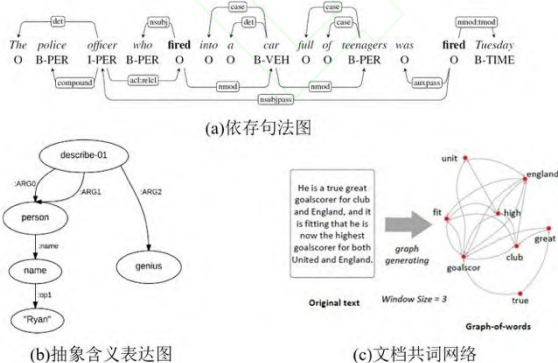 det
nsubj
case
det
case
case
nmod:tmod
The police officer who fired into a car full of teenagers was fired Tuesday
O B-PER I-PER B-PER O O O B-VEH O O B-PER O O B-TIME
compound
acl:relcl
nmod
nmod
auxpass
nsubjpass
(a)依存句法图
describe-01
:ARG0
:ARG1
:ARG2
person
:name
name
genius
:op1
"Ryan"
(b)抽象含义表达图
He is a true great
goalscorer for club
and England, and it
is fitting that he is
now the highest
goalscorer for both
United and England.
Original text
graph
generating
Window Size = 3
unit
england
fit
high
great
club
goalscor
true
Graph-of-words
(c)文档共词网络